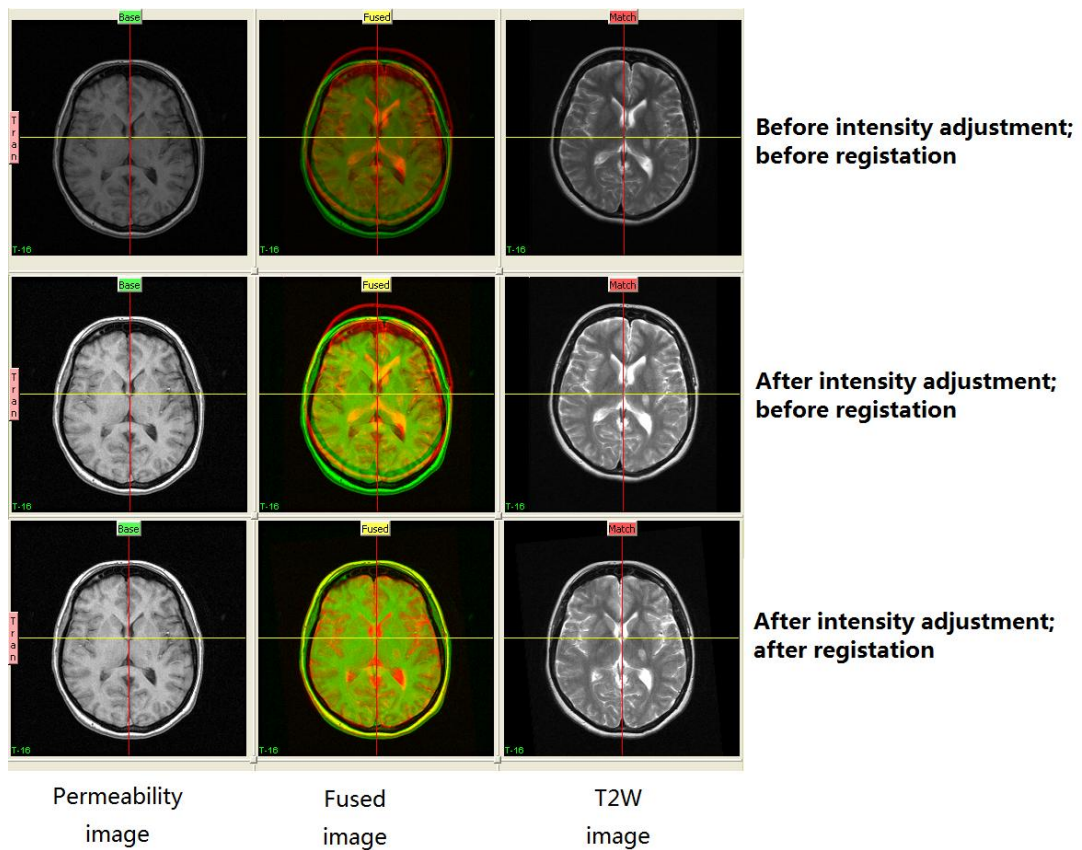 Base
Fused
Match
Tran
T-16
T-16
T-16
Before intensity adjustment;
before registation
Base
Fused
Match
Tran
T-16
T-16
T-16
After intensity adjustment;
before registation
Base
Fused
Match
Tran
T-16
T-16
T-16
After intensity adjustment;
after registation
Permeability
image
Fused
image
T2W
image